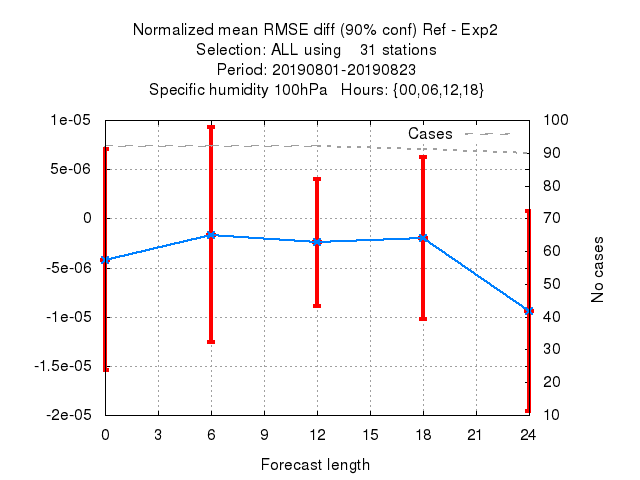 Normalized mean RMSE diff (90% conf) Ref - Exp2
Selection: ALL using 31 stations
Period: 20190801-20190823
Specific humidity 100hPa Hours: {00,06,12,18}
1e-05
5e-06
0
-5e-06
-1e-05
-1.5e-05
-2e-05
Cases
100
90
80
70
60
50
40
30
20
10
No cases
0 3 6 9 12 15 18 21 24
Forecast length